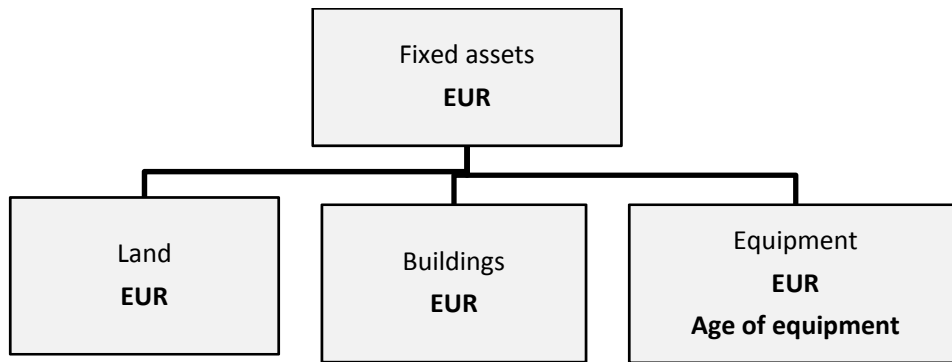 Fixed assets
EUR
Land
EUR
Buildings
EUR
Equipment
EUR
Age of equipment